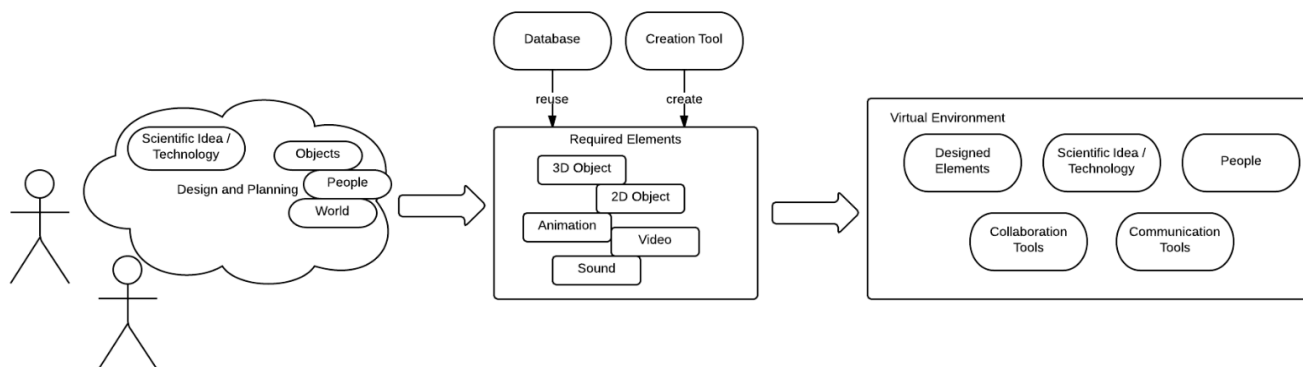 Database
Creation Tool
reuse
create
Scientific Idea /
Technology
Objects
Design and Planning
People
World
Required Elements
3D Object
2D Object
Animation
Video
Sound
Virtual Environment
Designed
Elements
Scientific Idea /
Technology
People
Collaboration
Tools
Communication
Tools